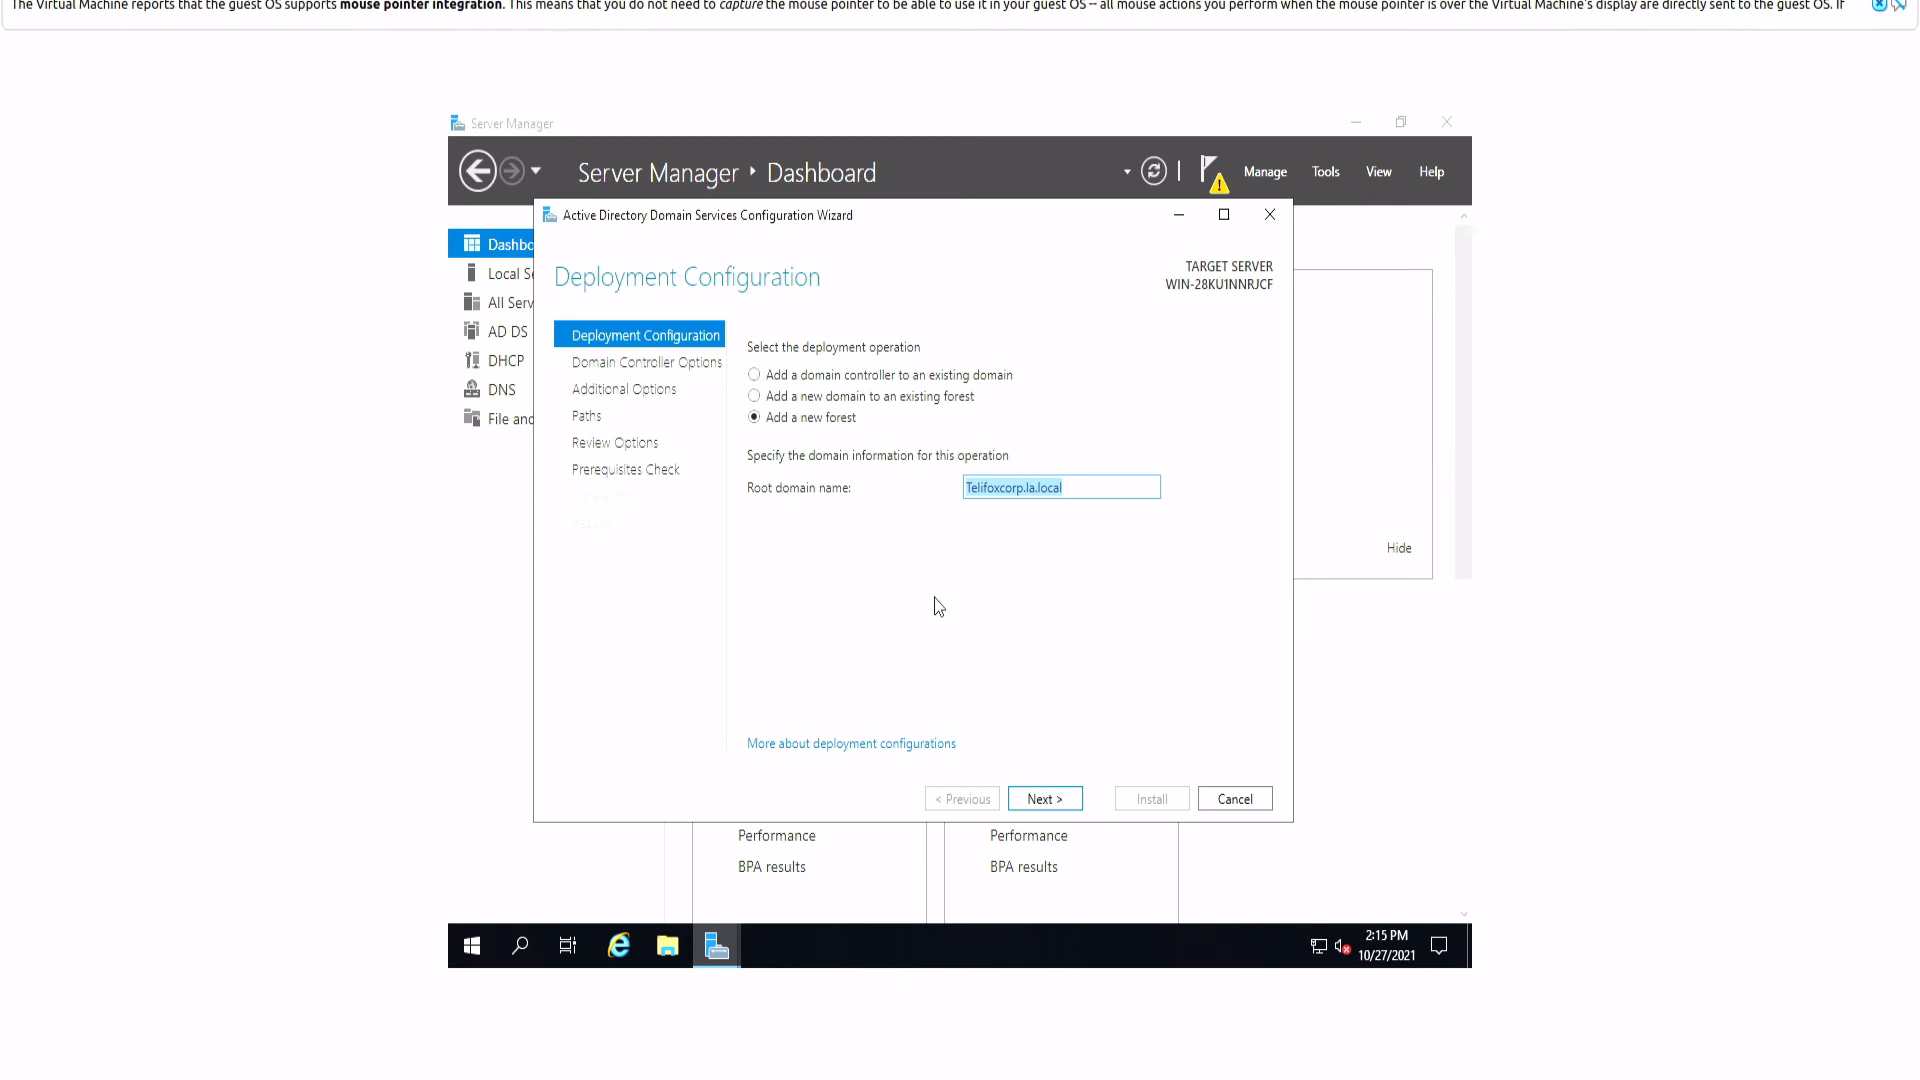 The Virtual Machine reports that the guest OS supports mouse pointer integration. This means that you do not need to capture the mouse pointer to be able to use it in your guest OS -- all mouse actions you perform when the mouse pointer is over the Virtual Machine's display are directly sent to the guest OS. If
Server Manager
Server Manager Dashboard
Manage Tools View Help
Active Directory Domain Services Configuration Wizard
Deployment Configuration
TARGET SERVER
WIN-28KU1NNRJCF
Dashbo
Local Se
All Serv
AD DS
DHCP
DNS
File and
Deployment Configuration
Domain Controller Options
Additional Options
Paths
Review Options
Prerequisites Check
Select the deployment operation
Add a domain controller to an existing domain
Add a new domain to an existing forest
Add a new forest
Specify the domain information for this operation
Root domain name: Telifoxcorp.la.local
Hide
More about deployment configurations
< Previous Next > Install Cancel
Performance Performance
BPA results BPA results
2:15 PM
10/27/2021